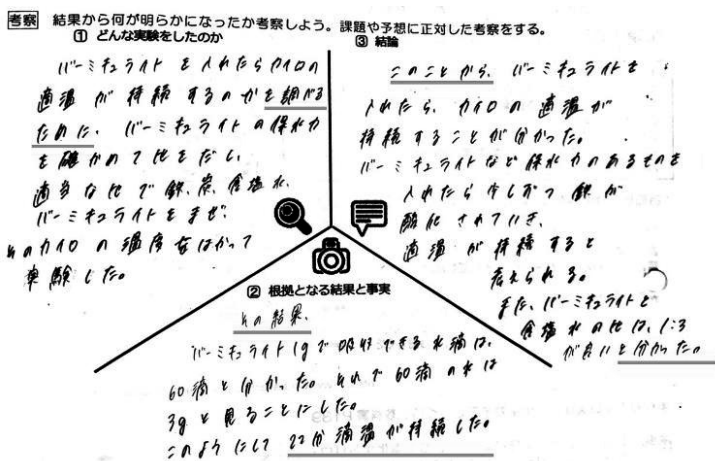 考察 結果から何が明らかになったか考察しよう。課題や予想に正対した考察をする。
① どんな実験をしたのか
バーミキュライトを入れたらカイロの
適温が持続するのかを調べる
ために、バーミキュライトの保水力
を確かめて比をだし、
適当な比で鉄、炭、食塩水、
バーミキュライトをまぜ、
そのカイロの温度をはかって
実験した。
② 根拠となる結果と事実
その結果、
バーミキュライト1gで吸収できる水滴は、
60滴と分かった。それで60滴の水は
3gと見ることにした。
このようにして22分適温が持続した。
③ 結論
このことから、バーミキュライトを
入れたら、カイロの適温が
持続することが分かった。
バーミキュライトなど保水力のあるものを
入れたら少しずつ鉄が
酸化されていき、
適温が持続すると
考えられる。
また、バーミキュライトと
食塩水の比は、1:3
が良いと分かった。